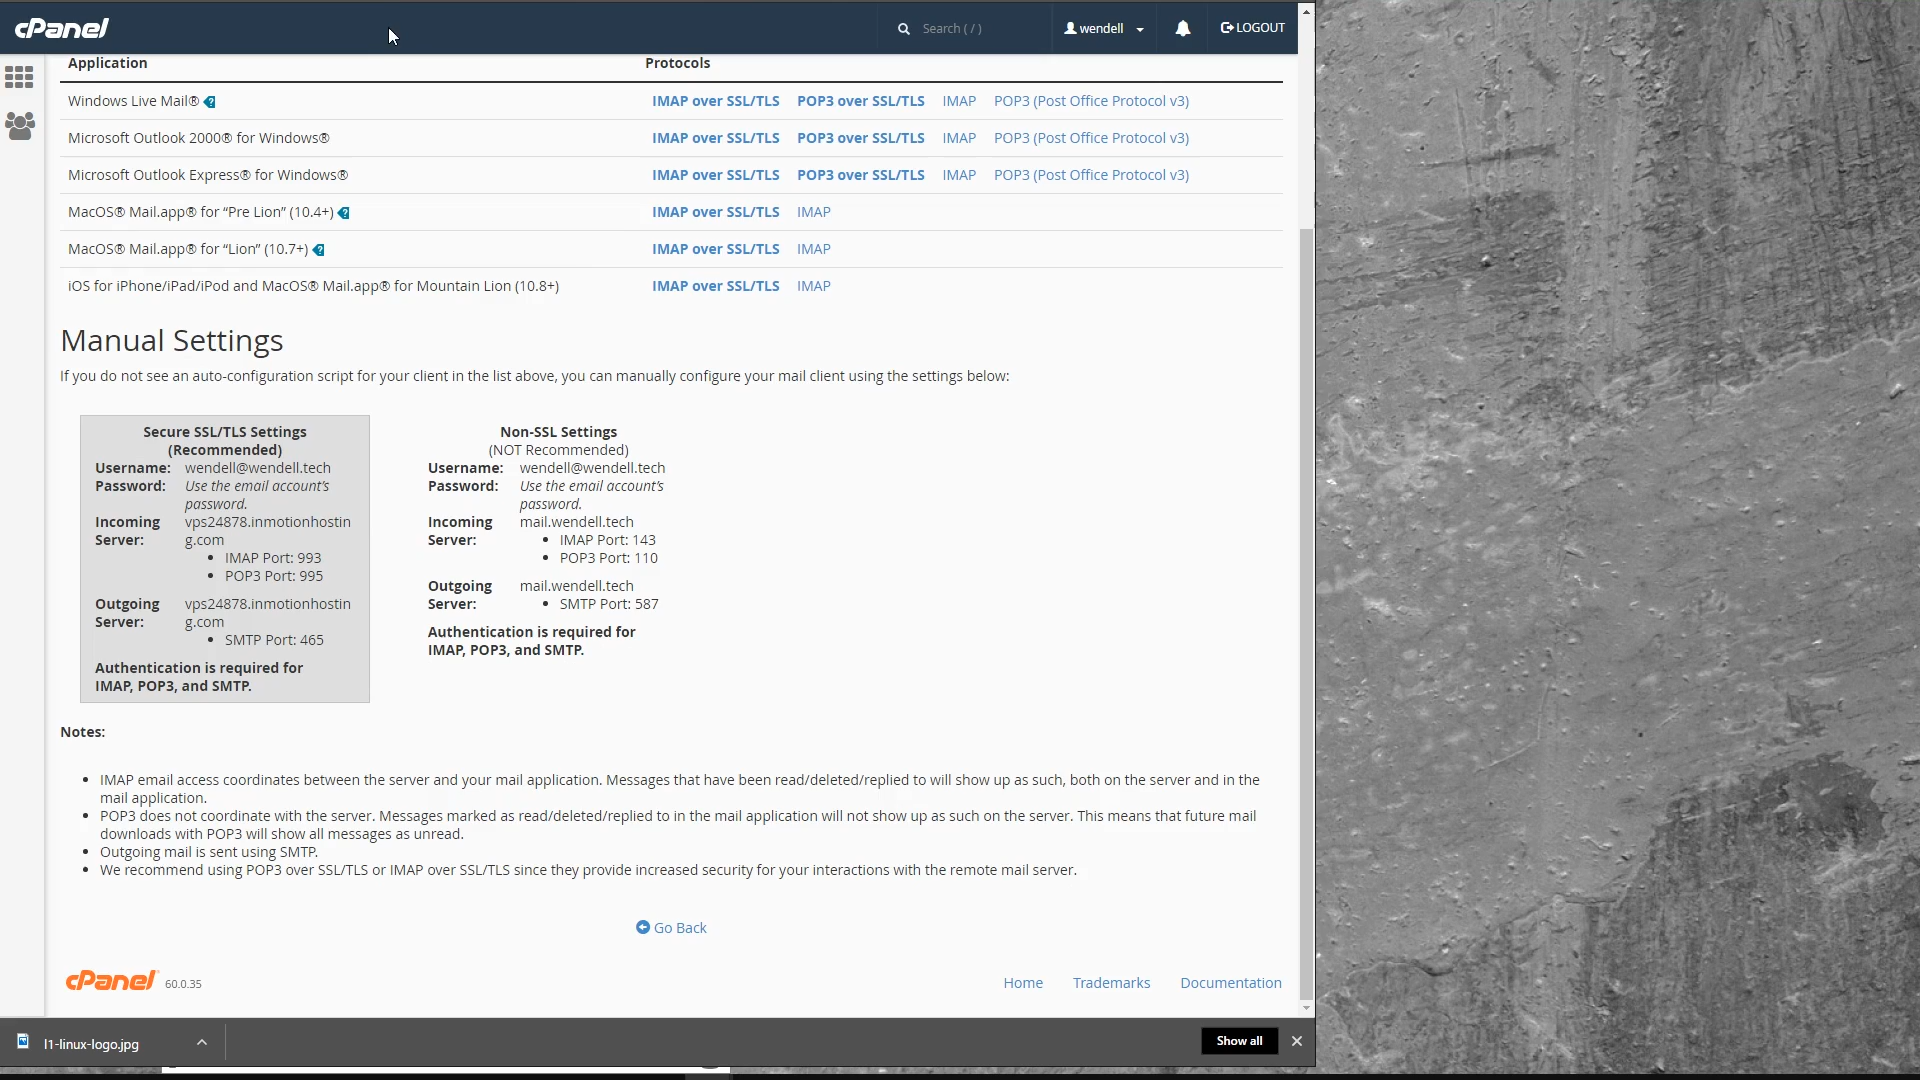 cPanel
Search ( / )
wendell
LOGOUT
Application Protocols
Windows Live Mail® IMAP over SSL/TLS POP3 over SSL/TLS IMAP POP3 (Post Office Protocol v3)
Microsoft Outlook 2000® for Windows® IMAP over SSL/TLS POP3 over SSL/TLS IMAP POP3 (Post Office Protocol v3)
Microsoft Outlook Express® for Windows® IMAP over SSL/TLS POP3 over SSL/TLS IMAP POP3 (Post Office Protocol v3)
MacOS® Mail.app® for “Pre Lion” (10.4+) IMAP over SSL/TLS IMAP
MacOS® Mail.app® for “Lion” (10.7+) IMAP over SSL/TLS IMAP
iOS for iPhone/iPad/iPod and MacOS® Mail.app® for Mountain Lion (10.8+) IMAP over SSL/TLS IMAP
Manual Settings
If you do not see an auto-configuration script for your client in the list above, you can manually configure your mail client using the settings below:
Secure SSL/TLS Settings
(Recommended)
Username: wendell@wendell.tech
Password: Use the email account’s
password.
Incoming vps24878.inmotionhostin
Server: g.com
• IMAP Port: 993
• POP3 Port: 995
Outgoing vps24878.inmotionhostin
Server: g.com
• SMTP Port: 465
Authentication is required for
IMAP, POP3, and SMTP.
Non-SSL Settings
(NOT Recommended)
Username: wendell@wendell.tech
Password: Use the email account’s
password.
Incoming mail.wendell.tech
Server: • IMAP Port: 143
• POP3 Port: 110
Outgoing mail.wendell.tech
Server: • SMTP Port: 587
Authentication is required for
IMAP, POP3, and SMTP.
Notes:
• IMAP email access coordinates between the server and your mail application. Messages that have been read/deleted/replied to will show up as such, both on the server and in the
mail application.
• POP3 does not coordinate with the server. Messages marked as read/deleted/replied to in the mail application will not show up as such on the server. This means that future mail
downloads with POP3 will show all messages as unread.
• Outgoing mail is sent using SMTP.
• We recommend using POP3 over SSL/TLS or IMAP over SSL/TLS since they provide increased security for your interactions with the remote mail server.
Go Back
cPanel 60.0.35
Home Trademarks Documentation
l1-linux-logo.jpg
Show all